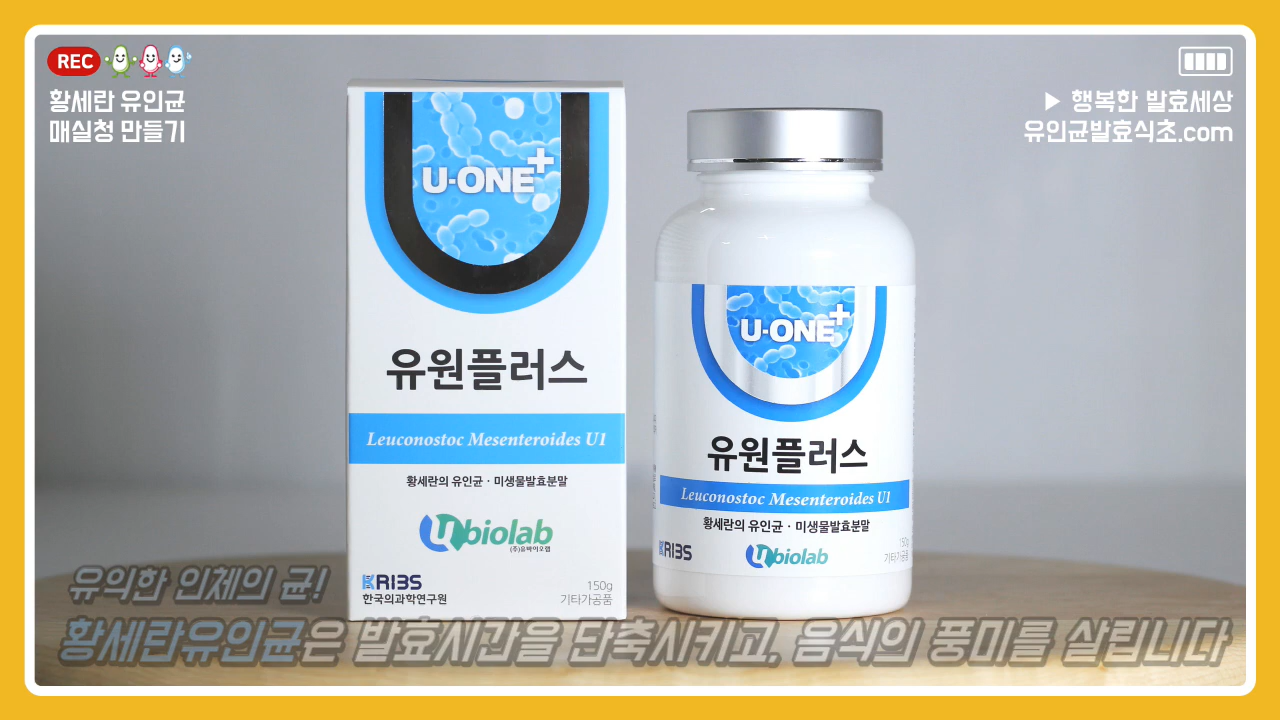 REC
황세란 유인균
매실청 만들기
▶ 행복한 발효세상
유인균발효식초.com
U-ONE+
유원플러스
Leuconostoc Mesenteroides U1
황세란의 유인균 · 미생물발효분말
Unbiolab
(주)유바이오랩
KRIBS
한국의과학연구원
150g
기타가공품
U-ONE+
유원플러스
Leuconostoc Mesenteroides U1
황세란의 유인균 · 미생물발효분말
KRIBS
Unbiolab
150g
기타가공품
유의한 인체의 균!
황세란유인균은 발효시간을 단축시키고, 음식의 풍미를 살립니다